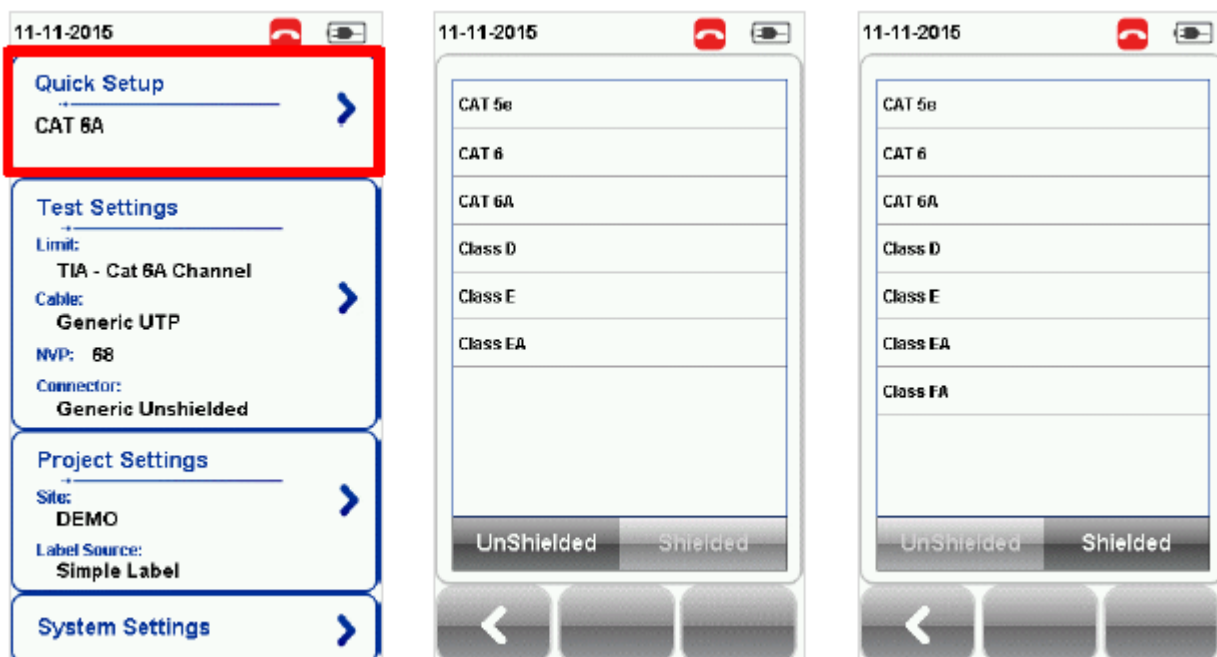 11-11-2015
Quick Setup
CAT 6A
Test Settings
Limit:
TIA - Cat 6A Channel
Cable:
Generic UTP
NVP: 68
Connector:
Generic Unshielded
Project Settings
Site:
DEMO
Label Source:
Simple Label
System Settings
11-11-2015
CAT 5e
CAT 6
CAT 6A
Class D
Class E
Class EA
UnShielded Shielded
11-11-2015
CAT 5e
CAT 6
CAT 6A
Class D
Class E
Class EA
Class FA
UnShielded Shielded